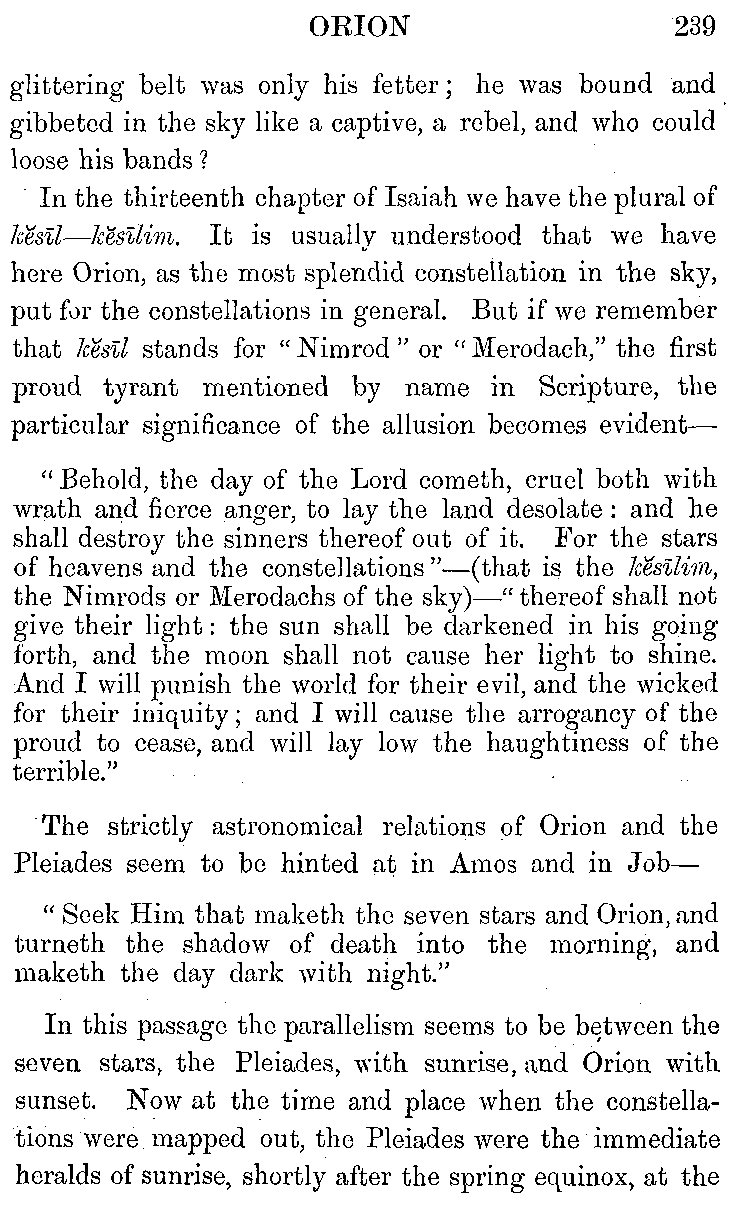 ORION 239
glittering belt was only his fetter; he was bound and
gibbeted in the sky like a captive, a rebel, and who could
loose his bands?
In the thirteenth chapter of Isaiah we have the plural of
kĕsīl—kĕsīlim. It is usually understood that we have
here Orion, as the most splendid constellation in the sky,
put for the constellations in general. But if we remember
that kĕsīl stands for “Nimrod” or “Merodach,” the first
proud tyrant mentioned by name in Scripture, the
particular significance of the allusion becomes evident—
“Behold, the day of the Lord cometh, cruel both with
wrath and fierce anger, to lay the land desolate: and he
shall destroy the sinners thereof out of it. For the stars
of heavens and the constellations”—(that is the kĕsīlim,
the Nimrods or Merodachs of the sky)—“thereof shall not
give their light: the sun shall be darkened in his going
forth, and the moon shall not cause her light to shine.
And I will punish the world for their evil, and the wicked
for their iniquity; and I will cause the arrogancy of the
proud to cease, and will lay low the haughtiness of the
terrible.”
The strictly astronomical relations of Orion and the
Pleiades seem to be hinted at in Amos and in Job—
“Seek Him that maketh the seven stars and Orion, and
turneth the shadow of death into the morning, and
maketh the day dark with night.”
In this passage the parallelism seems to be between the
seven stars, the Pleiades, with sunrise, and Orion with
sunset. Now at the time and place when the constella-
tions were mapped out, the Pleiades were the immediate
heralds of sunrise, shortly after the spring equinox, at the